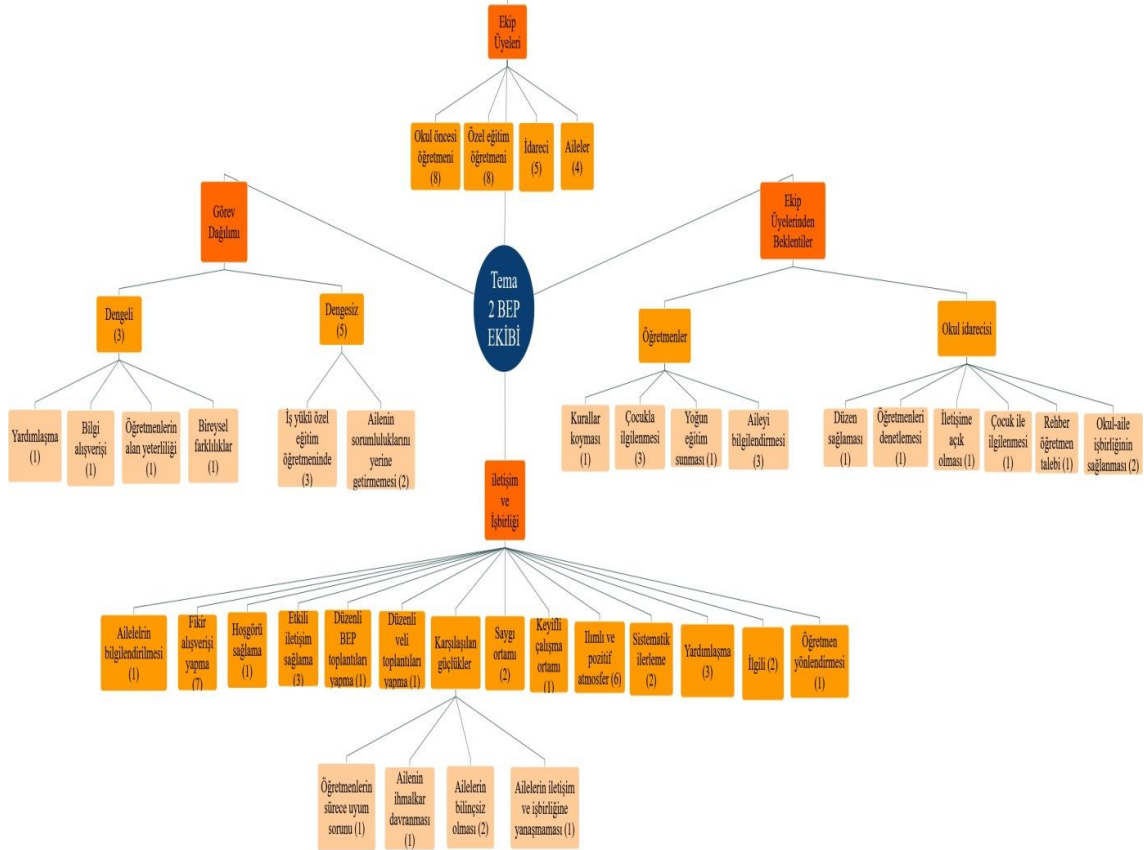 Ekip
Üyeleri
Okul öncesi
öğretmeni
(8)
Özel eğitim
öğretmeni
(8)
İdareci
(5)
Aileler
(4)
Görev
Dağılımı
Ekip
Üyelerinden
Beklentiler
Tema
2 BEP
EKİBİ
Dengeli
(3)
Dengesiz
(5)
Öğretmenler
Okul idarecisi
Yardımlaşma
(1)
Bilgi
alışverişi
(1)
Öğretmenlerin
alan yeterliliği
(1)
Bireysel
farklılıklar
(1)
İş yükü özel
eğitim
öğretmeninde
(3)
Ailenin
sorumluluklarını
yerine
getirmemesi (2)
Kurallar
koyması
(1)
Çocukla
ilgilenmesi
(3)
Yoğun
eğitim
sunması (1)
Aileyi
bilgilendirmesi
(3)
Düzen
sağlaması
(1)
Öğretmenleri
denetlemesi
(1)
İletişime
açık
olması (1)
Çocuk ile
ilgilenmesi
(1)
Rehber
öğretmen
talebi (1)
Okul-aile
işbirliğinin
sağlanması (2)
iletişim
ve
İşbirliği
Ailelelrin
bilgilendirilmesi
(1)
Fikir
alışverişi
yapma
(7)
Hoşgörü
sağlama
(1)
Etkili
iletişim
sağlama
(3)
Düzenli
BEP
toplantıları
yapma (1)
Düzenli
veli
toplantıları
yapma (1)
Karşılaşılan
güçlükler
Saygı
ortamı
(2)
Keyifli
çalışma
ortamı
(1)
Ilımlı ve
pozitif
atmosfer (6)
Sistematik
ilerleme
(2)
Yardımlaşma
(3)
İlgili (2)
Öğretmen
yönlendirmesi
(1)
Öğretmenlerin
sürece uyum
sorunu (1)
Ailenin
ihmalkar
davranması
(1)
Ailelerin
bilinçsiz
olması (2)
Ailelerin iletişim
ve işbirliğine
yanaşmaması (1)